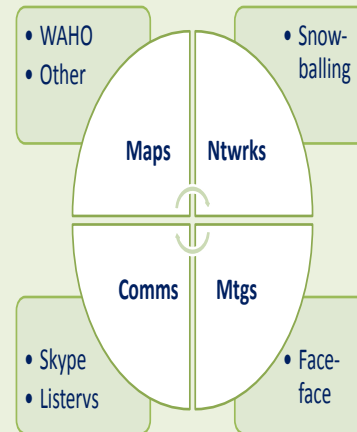 • WAHO
• Other
• Snow-
balling
Maps
Ntwrks
Comms
Mtgs
• Skype
• Listervs
• Face-
face